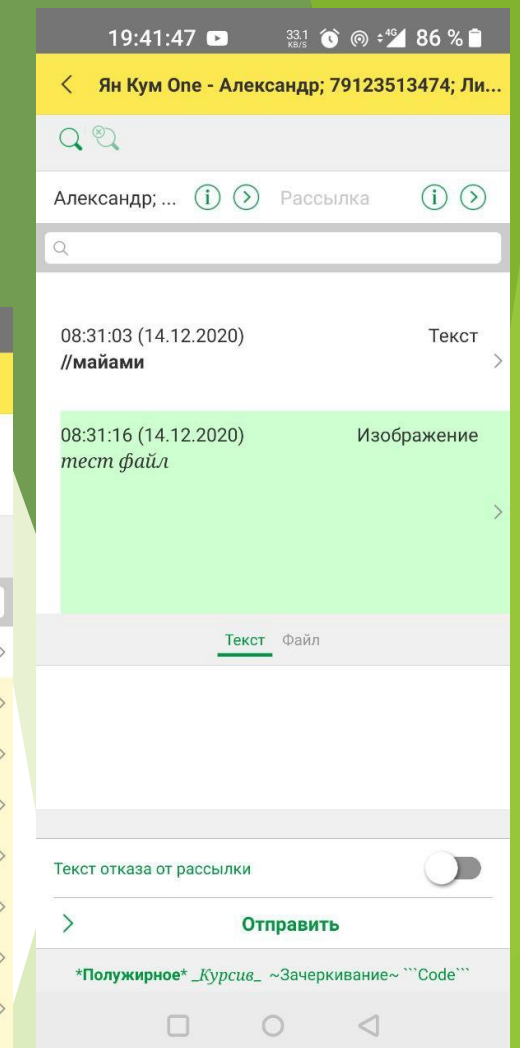 19:41:47 33.1 KB/S 4G 86 %
Ян Кум One - Александр; 79123513474; Ли...
Александр; ... i Рассылка i
08:31:03 (14.12.2020) Текст
//майами
08:31:16 (14.12.2020) Изображение
тест файл
Текст Файл
Текст отказа от рассылки
Отправить
*Полужирное* _Курсив_ ~Зачеркивание~ ```Code```